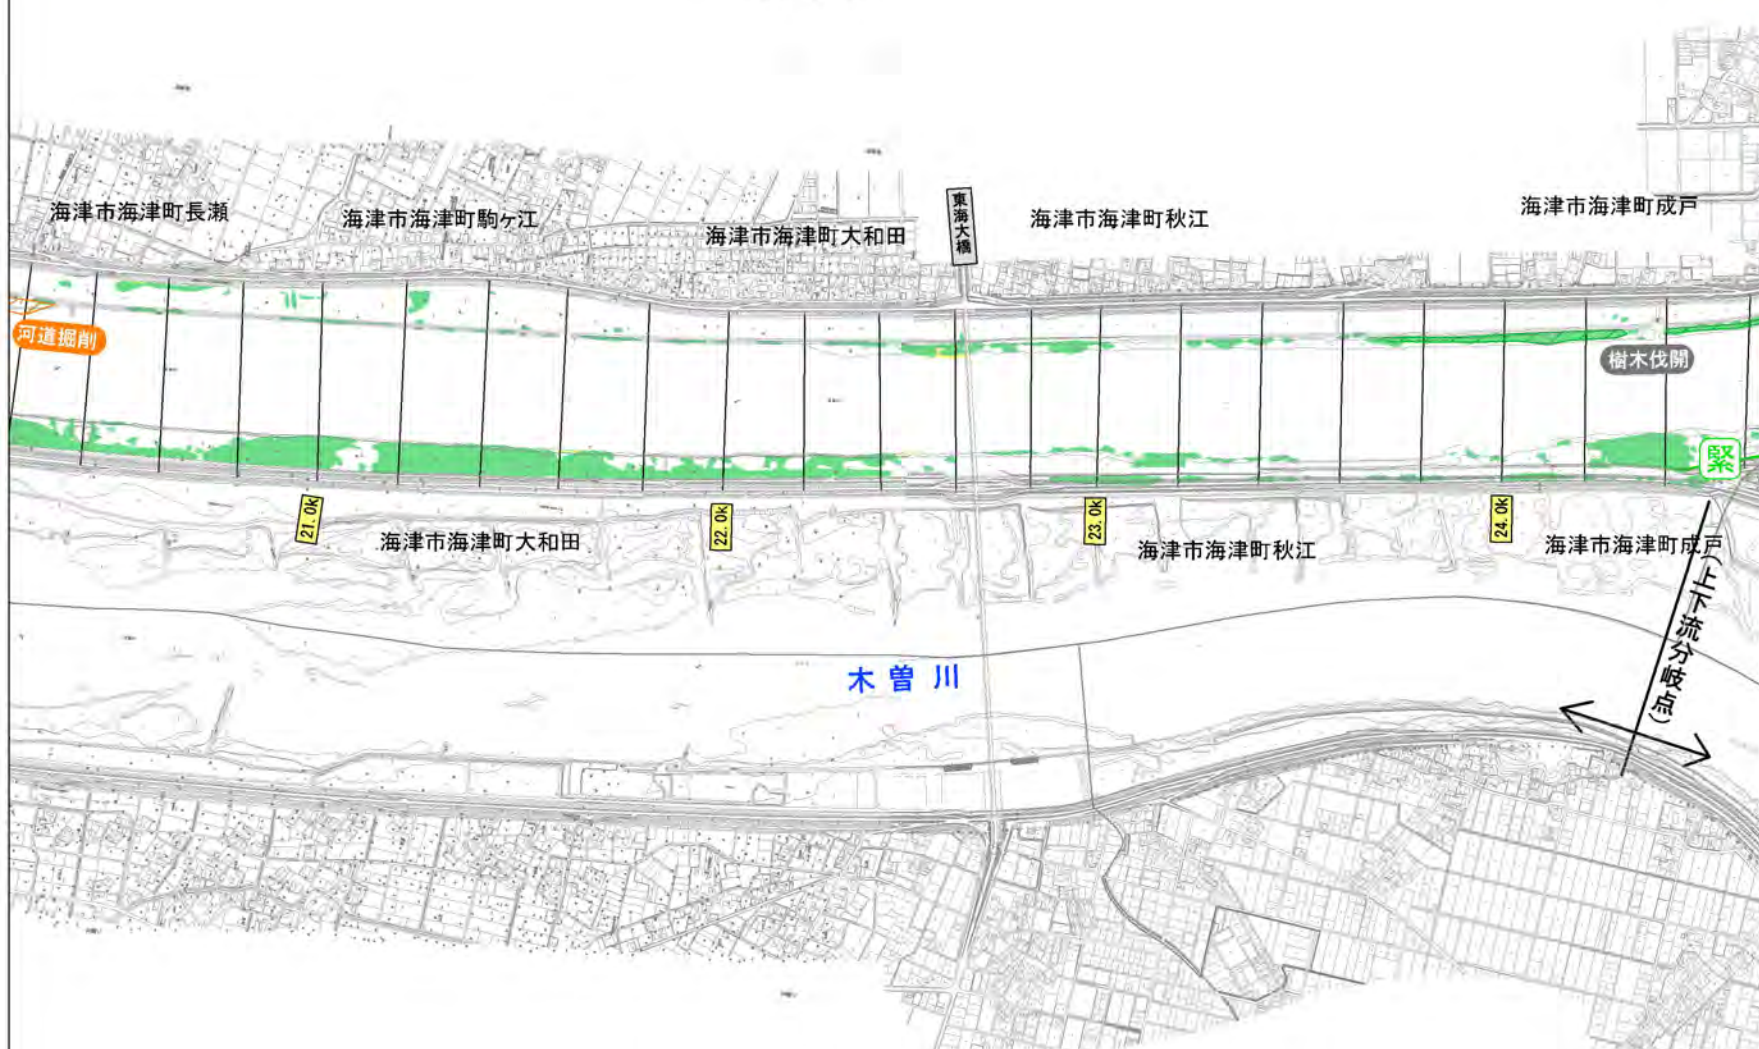 海津市海津町長瀬
海津市海津町駒ヶ江
海津市海津町大和田
東海大橋
海津市海津町秋江
海津市海津町成戸
河道掘削
樹木伐開
緊
21.0k
海津市海津町大和田
22.0k
23.0k
海津市海津町秋江
24.0k
海津市海津町成戸
上下流分岐点)
木曽川